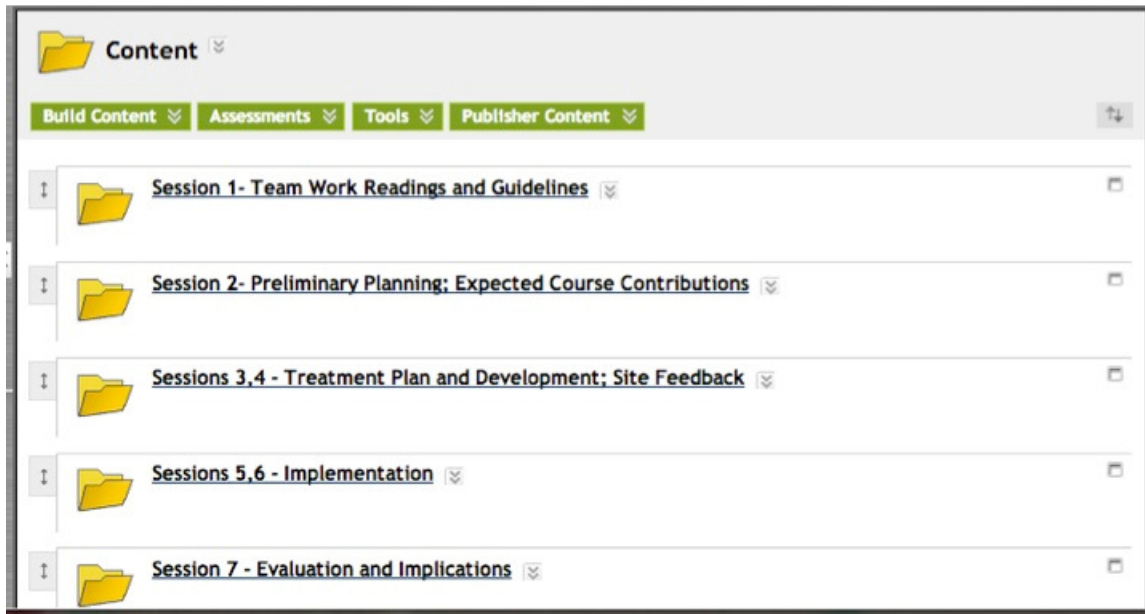 Content
Build Content Assessments Tools Publisher Content
Session 1- Team Work Readings and Guidelines
Session 2- Preliminary Planning; Expected Course Contributions
Sessions 3,4 - Treatment Plan and Development; Site Feedback
Sessions 5,6 - Implementation
Session 7 - Evaluation and Implications